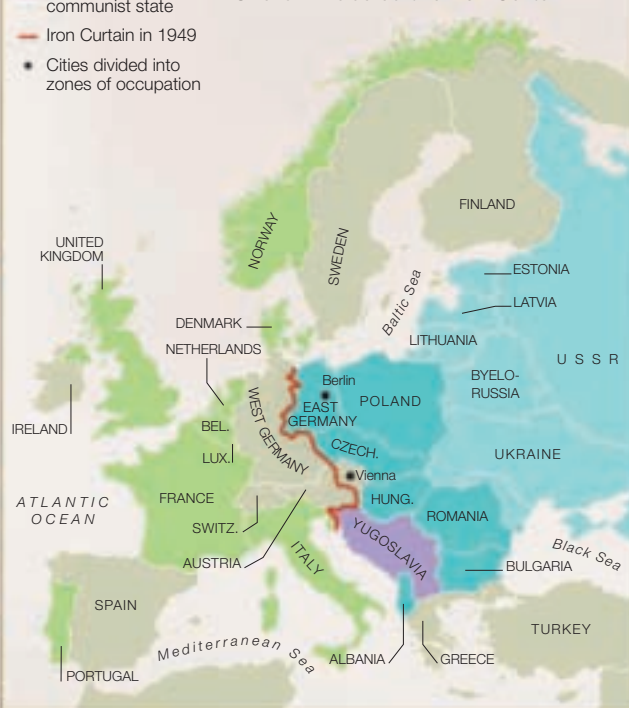 communist state
Iron Curtain in 1949
Cities divided into
zones of occupation
FINLAND
NORWAY
SWEDEN
UNITED
KINGDOM
ESTONIA
Baltic Sea
LATVIA
DENMARK
LITHUANIA
NETHERLANDS
USSR
BYELO-
RUSSIA
Berlin
POLAND
EAST
GERMANY
WEST GERMANY
BEL.
IRELAND
CZECH.
LUX.
UKRAINE
Vienna
ATLANTIC
OCEAN
FRANCE
HUNG.
ROMANIA
SWITZ.
YUGOSLAVIA
AUSTRIA
ITALY
Black Sea
BULGARIA
SPAIN
TURKEY
Mediterranean Sea
ALBANIA
GREECE
PORTUGAL